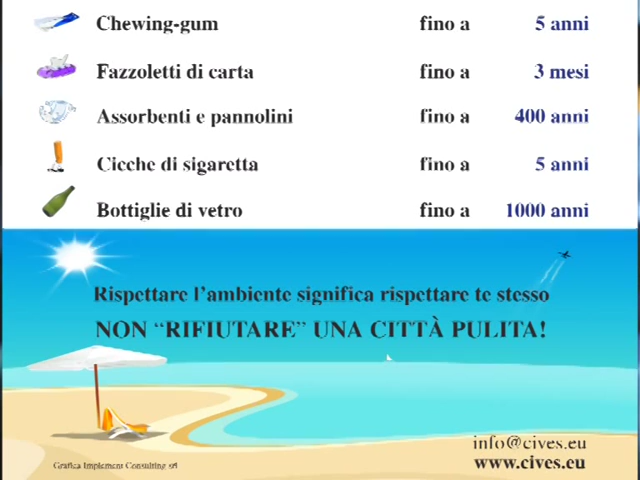 Chewing-gum fino a 5 anni
Fazzoletti di carta fino a 3 mesi
Assorbenti e pannolini fino a 400 anni
Cicche di sigaretta fino a 5 anni
Bottiglie di vetro fino a 1000 anni
Rispettare l’ambiente significa rispettare te stesso
NON “RIFIUTARE” UNA CITTÀ PULITA!
info@cives.eu
Grafica Implement Consulting srl
www.cives.eu